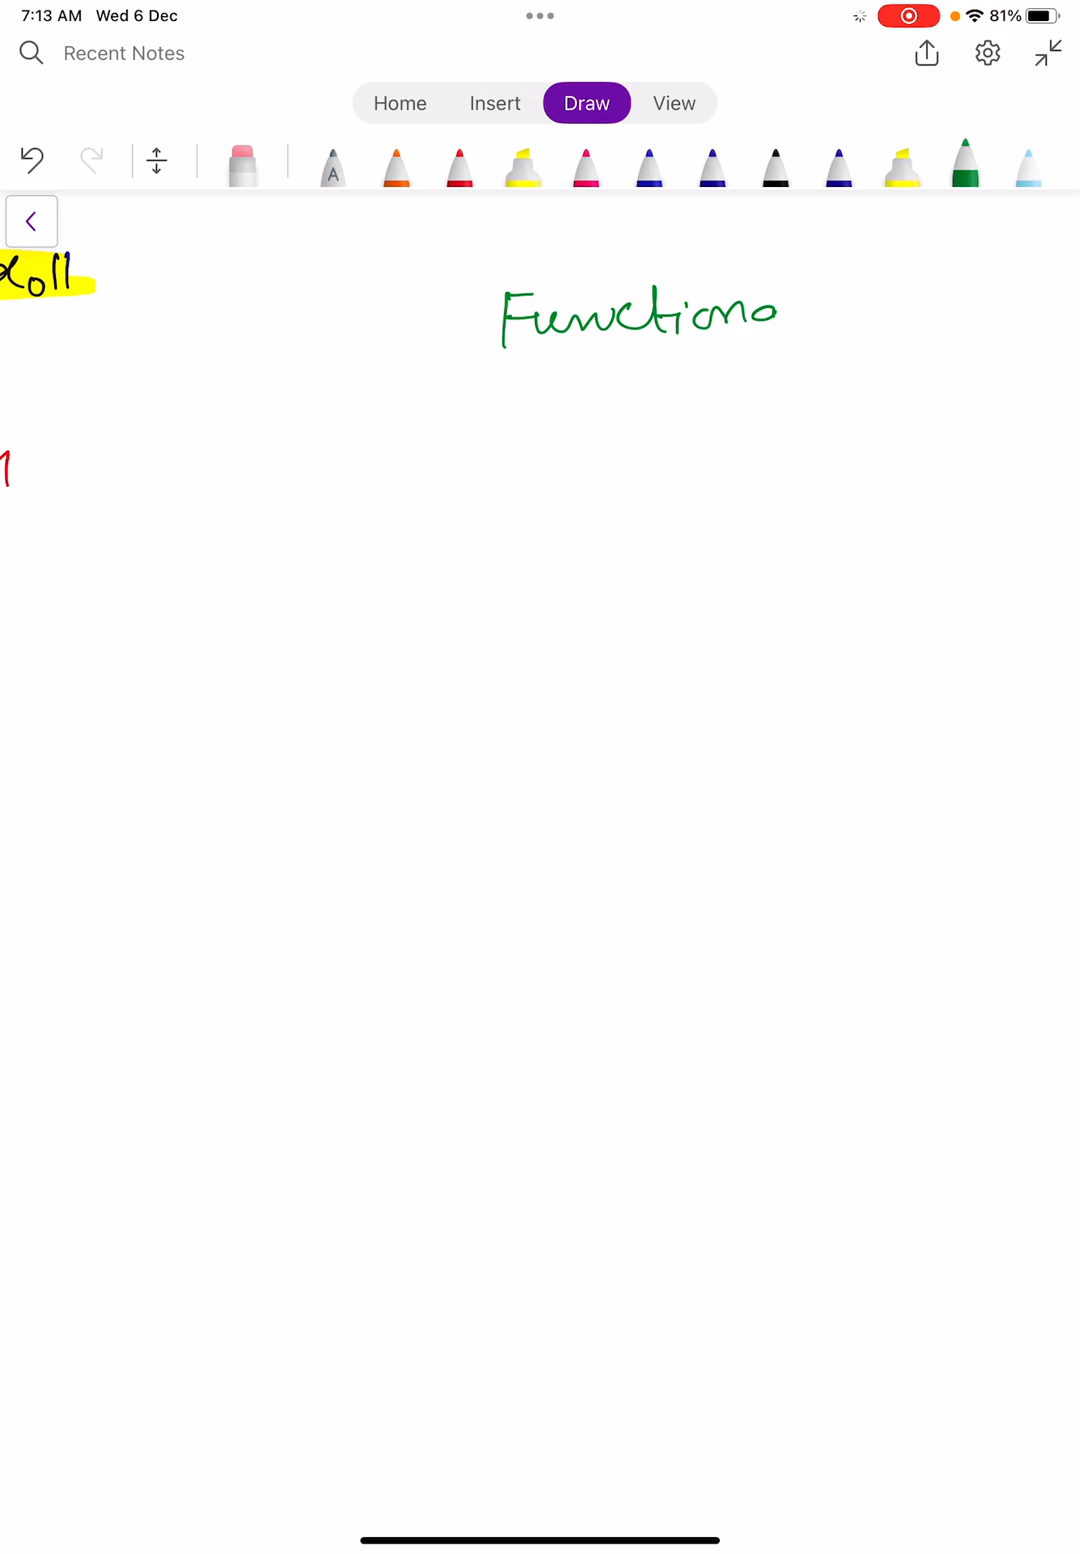 7:13 AM Wed 6 Dec
81%
Recent Notes
Home Insert Draw View
A
Functions